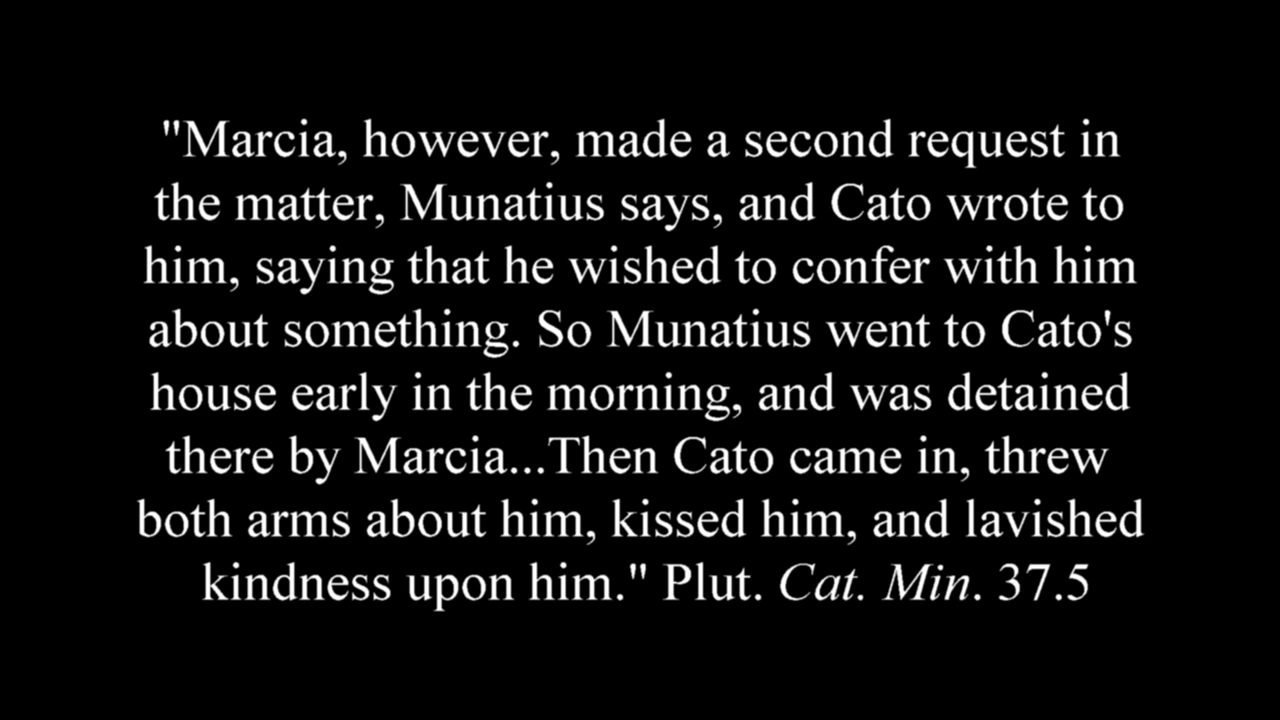 "Marcia, however, made a second request in
the matter, Munatius says, and Cato wrote to
him, saying that he wished to confer with him
about something. So Munatius went to Cato's
house early in the morning, and was detained
there by Marcia...Then Cato came in, threw
both arms about him, kissed him, and lavished
kindness upon him." Plut. Cat. Min. 37.5